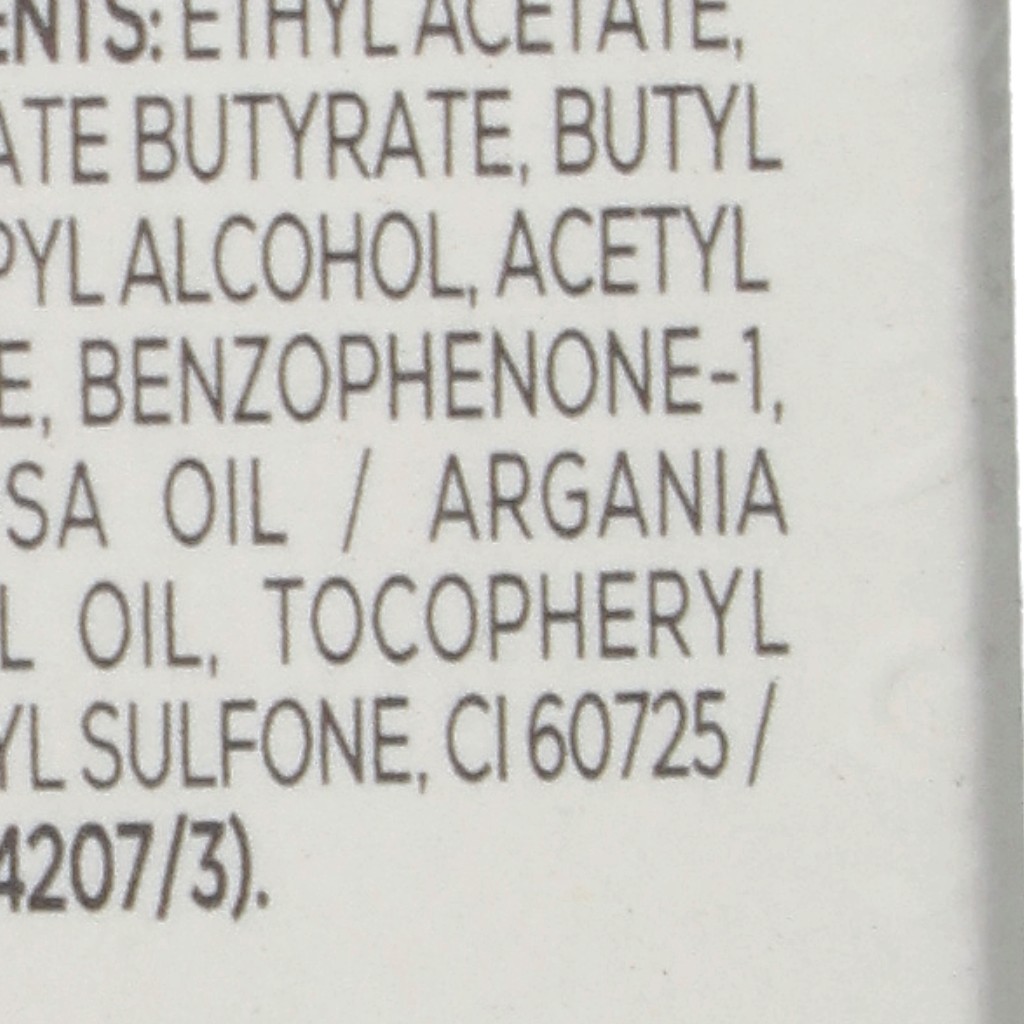 ENTS: ETHYL ACETATE,
ATE BUTYRATE, BUTYL
PYL ALCOHOL, ACETYL
E, BENZOPHENONE-1,
SA OIL / ARGANIA
L OIL, TOCOPHERYL
YL SULFONE, CI 60725 /
4207/3).